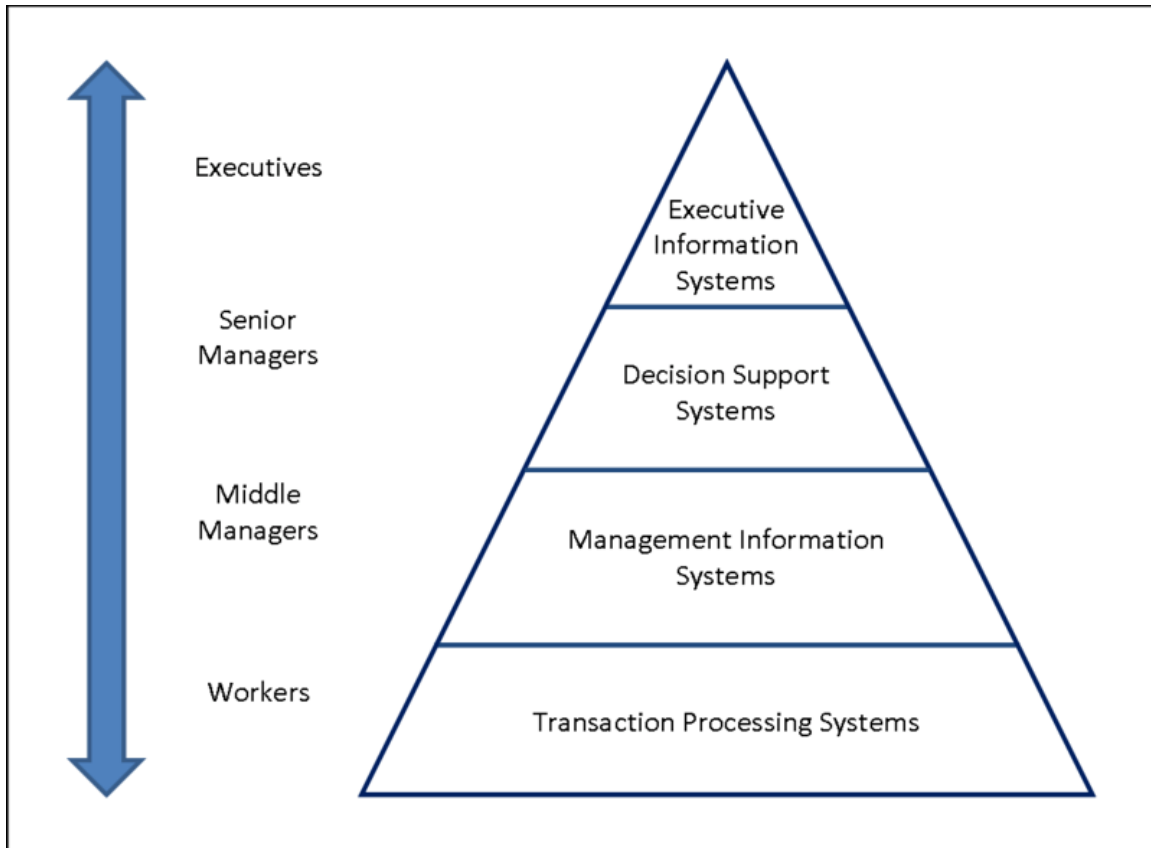 Executives
Senior
Managers
Middle
Managers
Workers
Executive
Information
Systems
Decision Support
Systems
Management Information
Systems
Transaction Processing Systems